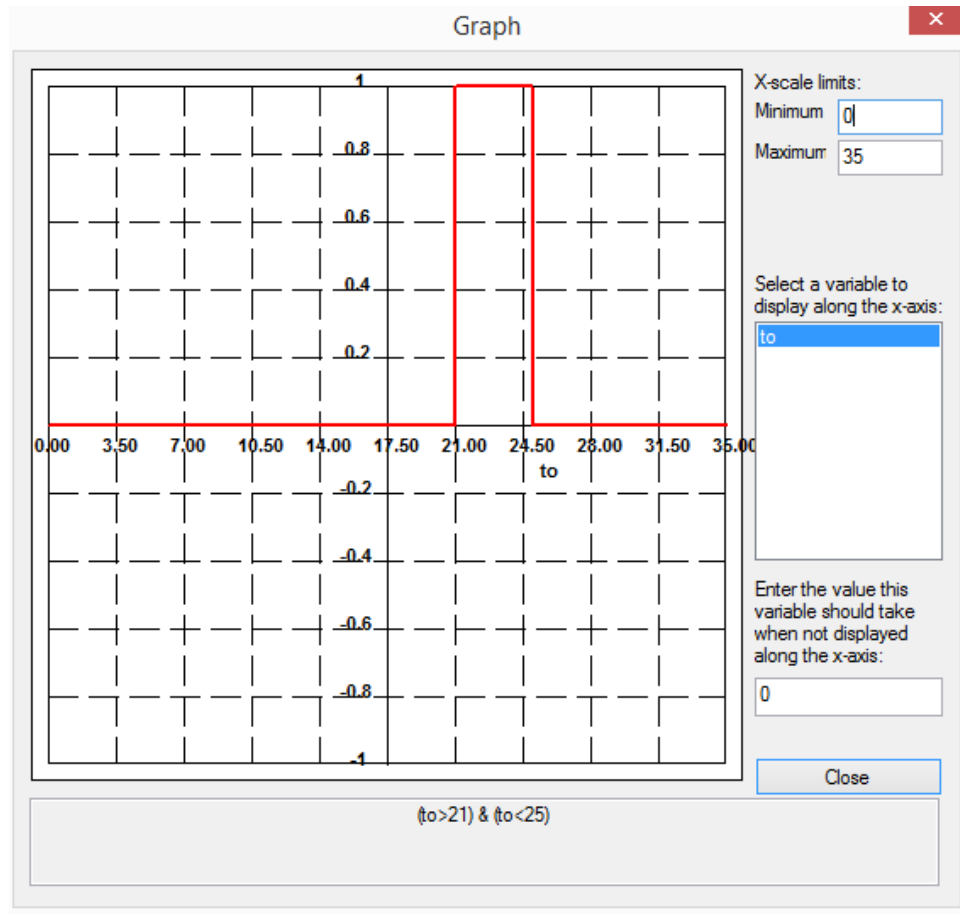 Graph
1
0.8
0.6
0.4
0.2
0.00 3.50 7.00 10.50 14.00 17.50 21.00 24.50 28.00 31.50 35.00
to
-0.2
-0.4
-0.6
-0.8
-1
X-scale limits:
Minimum 0
Maximum 35
Select a variable to
display along the x-axis:
to
Enter the value this
variable should take
when not displayed
along the x-axis:
0
Close
(to>21) & (to<25)